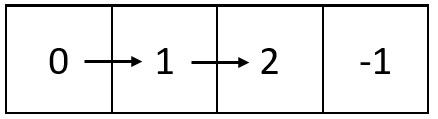 0 → 1 → 2 -1